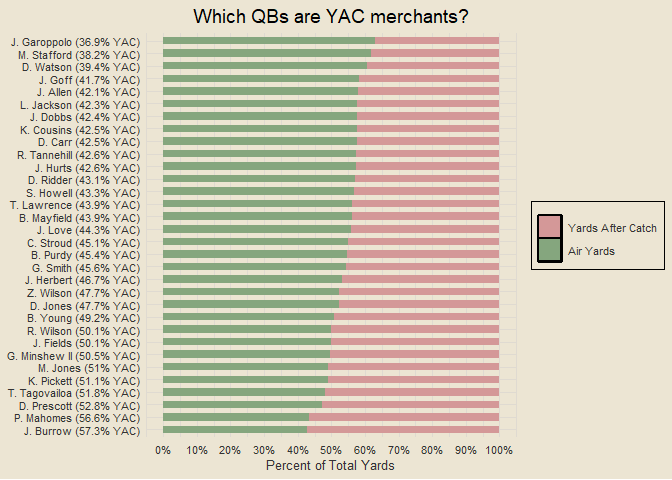 Which QBs are YAC merchants?
J. Garoppolo (36.9% YAC)
M. Stafford (38.2% YAC)
D. Watson (39.4% YAC)
J. Goff (41.7% YAC)
J. Allen (42.1% YAC)
L. Jackson (42.3% YAC)
J. Dobbs (42.4% YAC)
K. Cousins (42.5% YAC)
D. Carr (42.5% YAC)
R. Tannehill (42.6% YAC)
J. Hurts (42.6% YAC)
D. Ridder (43.1% YAC)
S. Howell (43.3% YAC)
T. Lawrence (43.9% YAC)
B. Mayfield (43.9% YAC)
J. Love (44.3% YAC)
C. Stroud (45.1% YAC)
B. Purdy (45.4% YAC)
G. Smith (45.6% YAC)
J. Herbert (46.7% YAC)
Z. Wilson (47.7% YAC)
D. Jones (47.7% YAC)
B. Young (49.2% YAC)
R. Wilson (50.1% YAC)
J. Fields (50.1% YAC)
G. Minshew II (50.5% YAC)
M. Jones (51% YAC)
K. Pickett (51.1% YAC)
T. Tagovailoa (51.8% YAC)
D. Prescott (52.8% YAC)
P. Mahomes (56.6% YAC)
J. Burrow (57.3% YAC)
0% 10% 20% 30% 40% 50% 60% 70% 80% 90% 100%
Percent of Total Yards
Yards After Catch
Air Yards